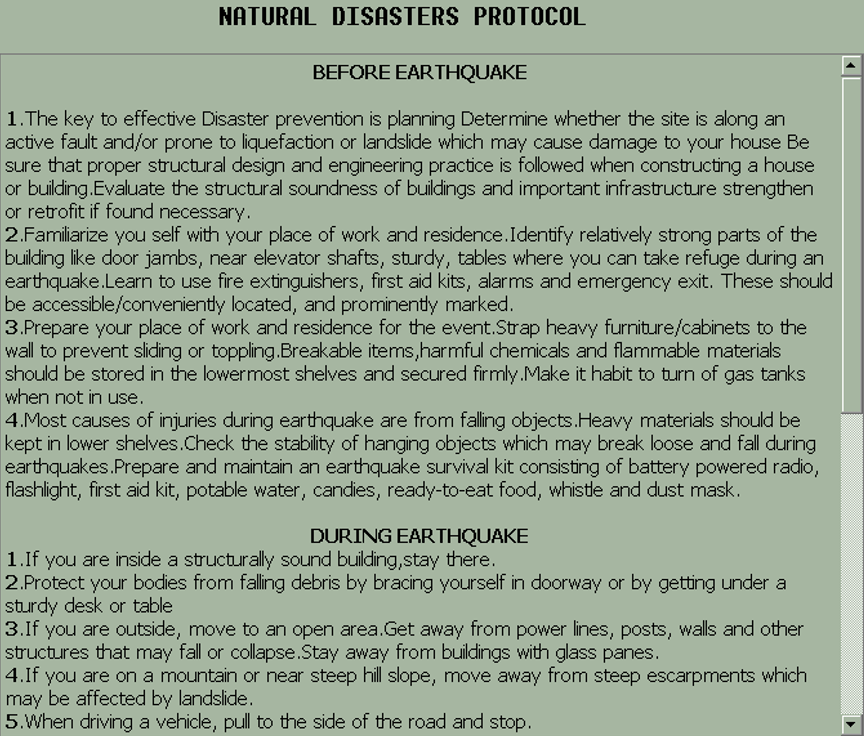 NATURAL DISASTERS PROTOCOL
BEFORE EARTHQUAKE
1.The key to effective Disaster prevention is planning Determine whether the site is along an
active fault and/or prone to liquefaction or landslide which may cause damage to your house Be
sure that proper structural design and engineering practice is followed when constructing a house
or building.Evaluate the structural soundness of buildings and important infrastructure strengthen
or retrofit if found necessary.
2.Familiarize you self with your place of work and residence.Identify relatively strong parts of the
building like door jambs, near elevator shafts, sturdy, tables where you can take refuge during an
earthquake.Learn to use fire extinguishers, first aid kits, alarms and emergency exit. These should
be accessible/conveniently located, and prominently marked.
3.Prepare your place of work and residence for the event.Strap heavy furniture/cabinets to the
wall to prevent sliding or toppling.Breakable items,harmful chemicals and flammable materials
should be stored in the lowermost shelves and secured firmly.Make it habit to turn of gas tanks
when not in use.
4.Most causes of injuries during earthquake are from falling objects.Heavy materials should be
kept in lower shelves.Check the stability of hanging objects which may break loose and fall during
earthquakes.Prepare and maintain an earthquake survival kit consisting of battery powered radio,
flashlight, first aid kit, potable water, candies, ready-to-eat food, whistle and dust mask.
DURING EARTHQUAKE
1.If you are inside a structurally sound building,stay there.
2.Protect your bodies from falling debris by bracing yourself in doorway or by getting under a
sturdy desk or table
3.If you are outside, move to an open area.Get away from power lines, posts, walls and other
structures that may fall or collapse.Stay away from buildings with glass panes.
4.If you are on a mountain or near steep hill slope, move away from steep escarpments which
may be affected by landslide.
5.When driving a vehicle, pull to the side of the road and stop.